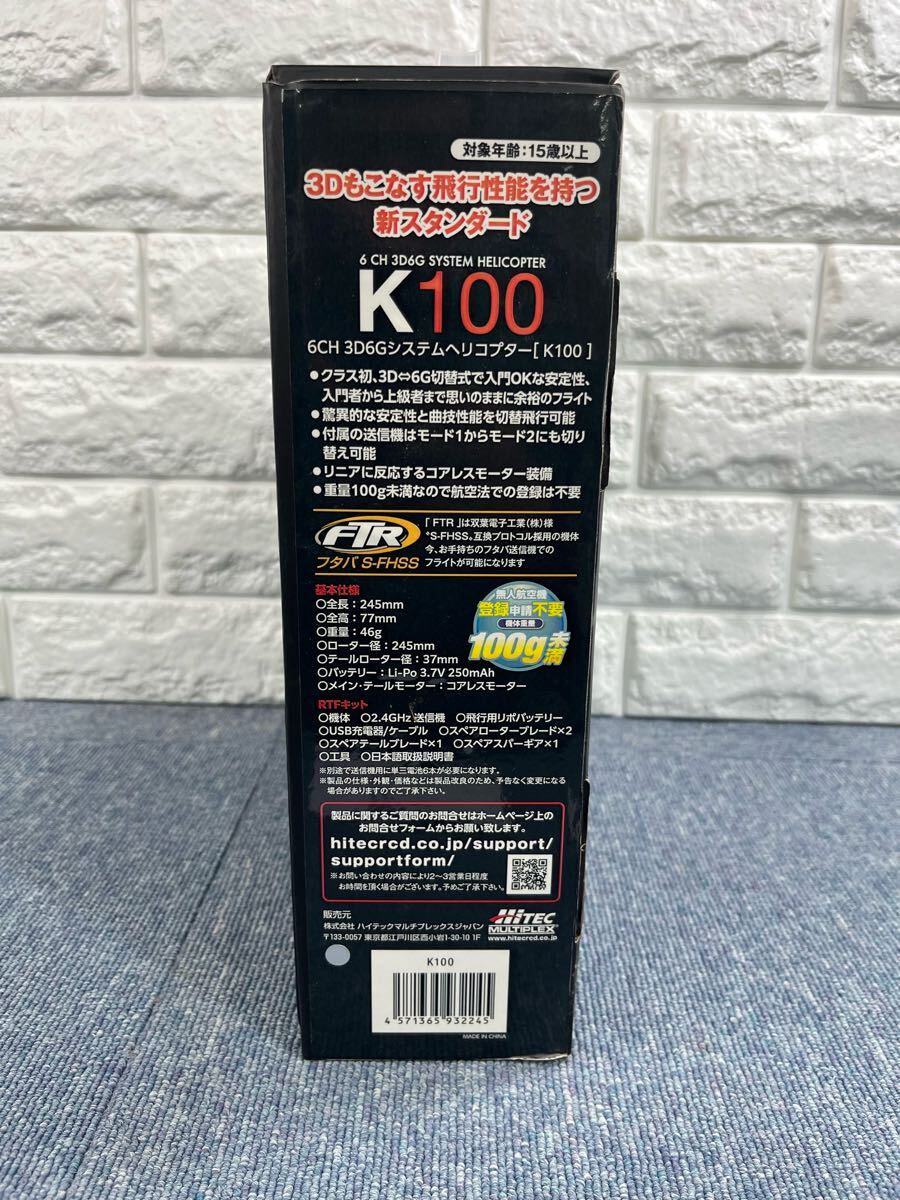 対象年齢:15歳以上
3Dもこなす飛行性能を持つ
新スタンダード
6 CH 3D6G SYSTEM HELICOPTER
K100
6CH 3D6Gシステムヘリコプター[ K100 ]
●クラス初、3D⇔6G切替式で入門OKな安定性、
入門者から上級者まで思いのままに余裕のフライト
●驚異的な安定性と曲技性能を切替飛行可能
●付属の送信機はモード1からモード2にも切り
替え可能
●リニアに反応するコアレスモーター装備
●重量100g未満なので航空法での登録は不要
FTR
フタバ S-FHSS
「 FTR 」は双葉電子工業(株)様
"S-FHSS"互換プロトコル採用の機体
今、お手持ちのフタバ送信機での
フライトが可能になります
基本仕様
○全長:245mm
○全高:77mm
○重量:46g
○ローター径:245mm
○テールローター径:37mm
○バッテリー:Li-Po 3.7V 250mAh
○メイン・テールモーター:コアレスモーター
無人航空機
登録申請不要
機体重量
100g未満
RTFキット
○機体 ○2.4GHz 送信機 ○飛行用リポバッテリー
○USB充電器/ケーブル ○スペアローターブレード×2
○スペアテールブレード×1 ○スペアスパーギア×1
○工具 ○日本語取扱説明書
※別途で送信機用に単三電池6本が必要になります。
※製品の仕様・外観・価格などは製品改良のため、予告なく変更になる
場合がありますのでご了承下さい。
製品に関するご質問のお問合せはホームページ上の
お問合せフォームからお願い致します。
hitecrcd.co.jp/support/
supportform/
※お問い合わせの内容により2〜3営業日程度
お時間を頂く場合がございます。予めご了承下さい。
販売元
株式会社 ハイテックマルチプレックスジャパン
〒133-0057 東京都江戸川区西小岩1-30-10 1F
HiTEC
MULTIPLEX
www.hitecrcd.co.jp
K100
4 571365 932245
MADE IN CHINA